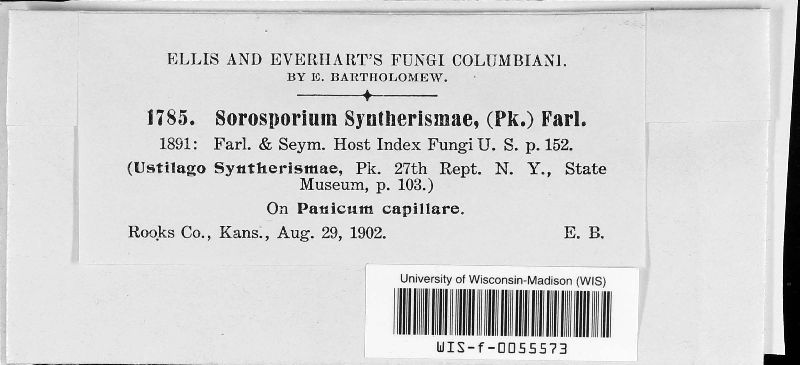 ELLIS AND EVERHART'S FUNGI COLUMBIANI.
BY E. BARTHOLOMEW.
1785. Sorosporium Syntherismae, (Pk.) Farl.
1891: Farl. & Seym. Host Index Fungi U. S. p. 152.
(Ustilago Syntherismae, Pk. 27th Rept. N. Y., State
Museum, p. 103.)
On Panicum capillare.
Rooks Co., Kans., Aug. 29, 1902. E. B.
University of Wisconsin-Madison (WIS)
WIS-f-0055573